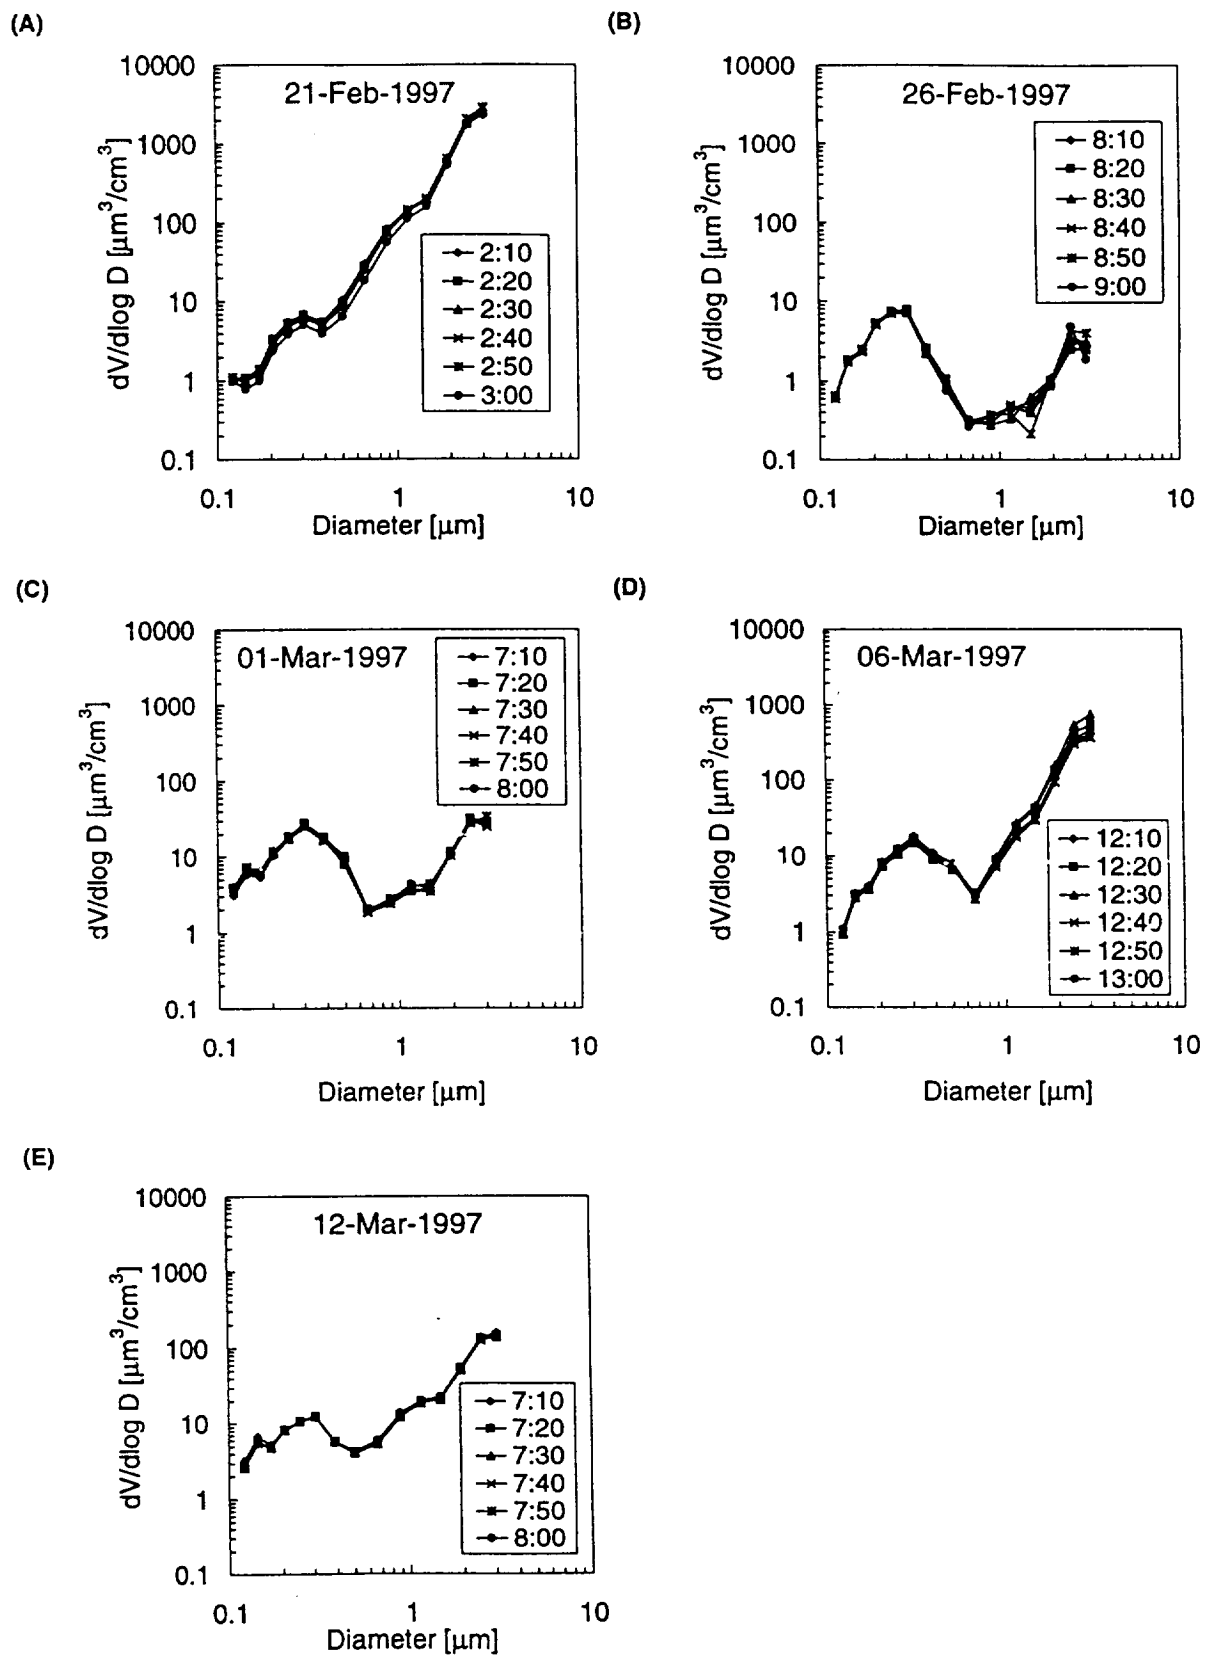 (A)
21-Feb-1997
10000
1000
100
10
1
0.1
dV/dlog D [μm³/cm³]
2:10
2:20
2:30
2:40
2:50
3:00
0.1 1 10
Diameter [μm]
(B)
26-Feb-1997
10000
1000
100
10
1
0.1
dV/dlog D [μm³/cm³]
8:10
8:20
8:30
8:40
8:50
9:00
0.1 1 10
Diameter [μm]
(C)
01-Mar-1997
10000
1000
100
10
1
0.1
dV/dlog D [μm³/cm³]
7:10
7:20
7:30
7:40
7:50
8:00
0.1 1 10
Diameter [μm]
(D)
06-Mar-1997
10000
1000
100
10
1
0.1
dV/dlog D [μm³/cm³]
12:10
12:20
12:30
12:40
12:50
13:00
0.1 1 10
Diameter [μm]
(E)
12-Mar-1997
10000
1000
100
10
1
0.1
dV/dlog D [μm³/cm³]
7:10
7:20
7:30
7:40
7:50
8:00
0.1 1 10
Diameter [μm]